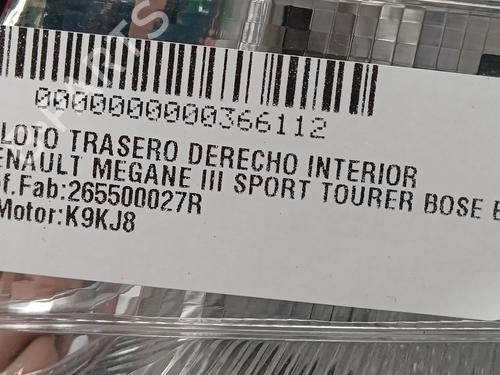 0000000000366112
LOTO TRASERO DERECHO INTERIOR
ENAULT MEGANE III SPORT TOURER BOSE E
f.Fab:265500027R
Motor:K9KJ8